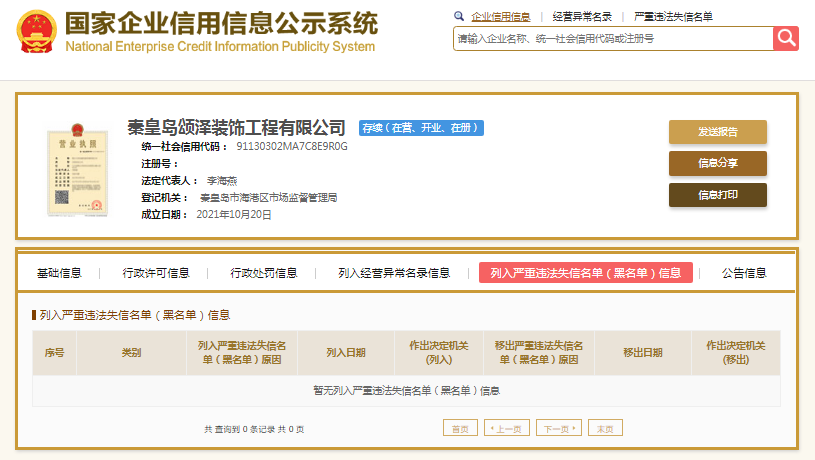 国家企业信用信息公示系统
National Enterprise Credit Information Publicity System
企业信用信息 | 经营异常名录 | 严重违法失信名单
请输入企业名称、统一社会信用代码或注册号
秦皇岛颂泽装饰工程有限公司 存续（在营、开业、在册）
营业执照
统一社会信用代码： 91130302MA7C8E9R0G
注册号：
法定代表人： 李海燕
登记机关： 秦皇岛市海港区市场监督管理局
成立日期： 2021年10月20日
发送报告
信息分享
信息打印
基础信息 | 行政许可信息 | 行政处罚信息 | 列入经营异常名录信息 | 列入严重违法失信名单（黑名单）信息 | 公告信息
列入严重违法失信名单（黑名单）信息
序号 类别 列入严重违法失信名单（黑名单）原因 列入日期 作出决定机关(列入) 移出严重违法失信名单（黑名单）原因 移出日期 作出决定机关(移出)
暂无列入严重违法失信名单（黑名单）信息
共 查询到 0 条记录 共 0 页 首页 上一页 下一页 末页